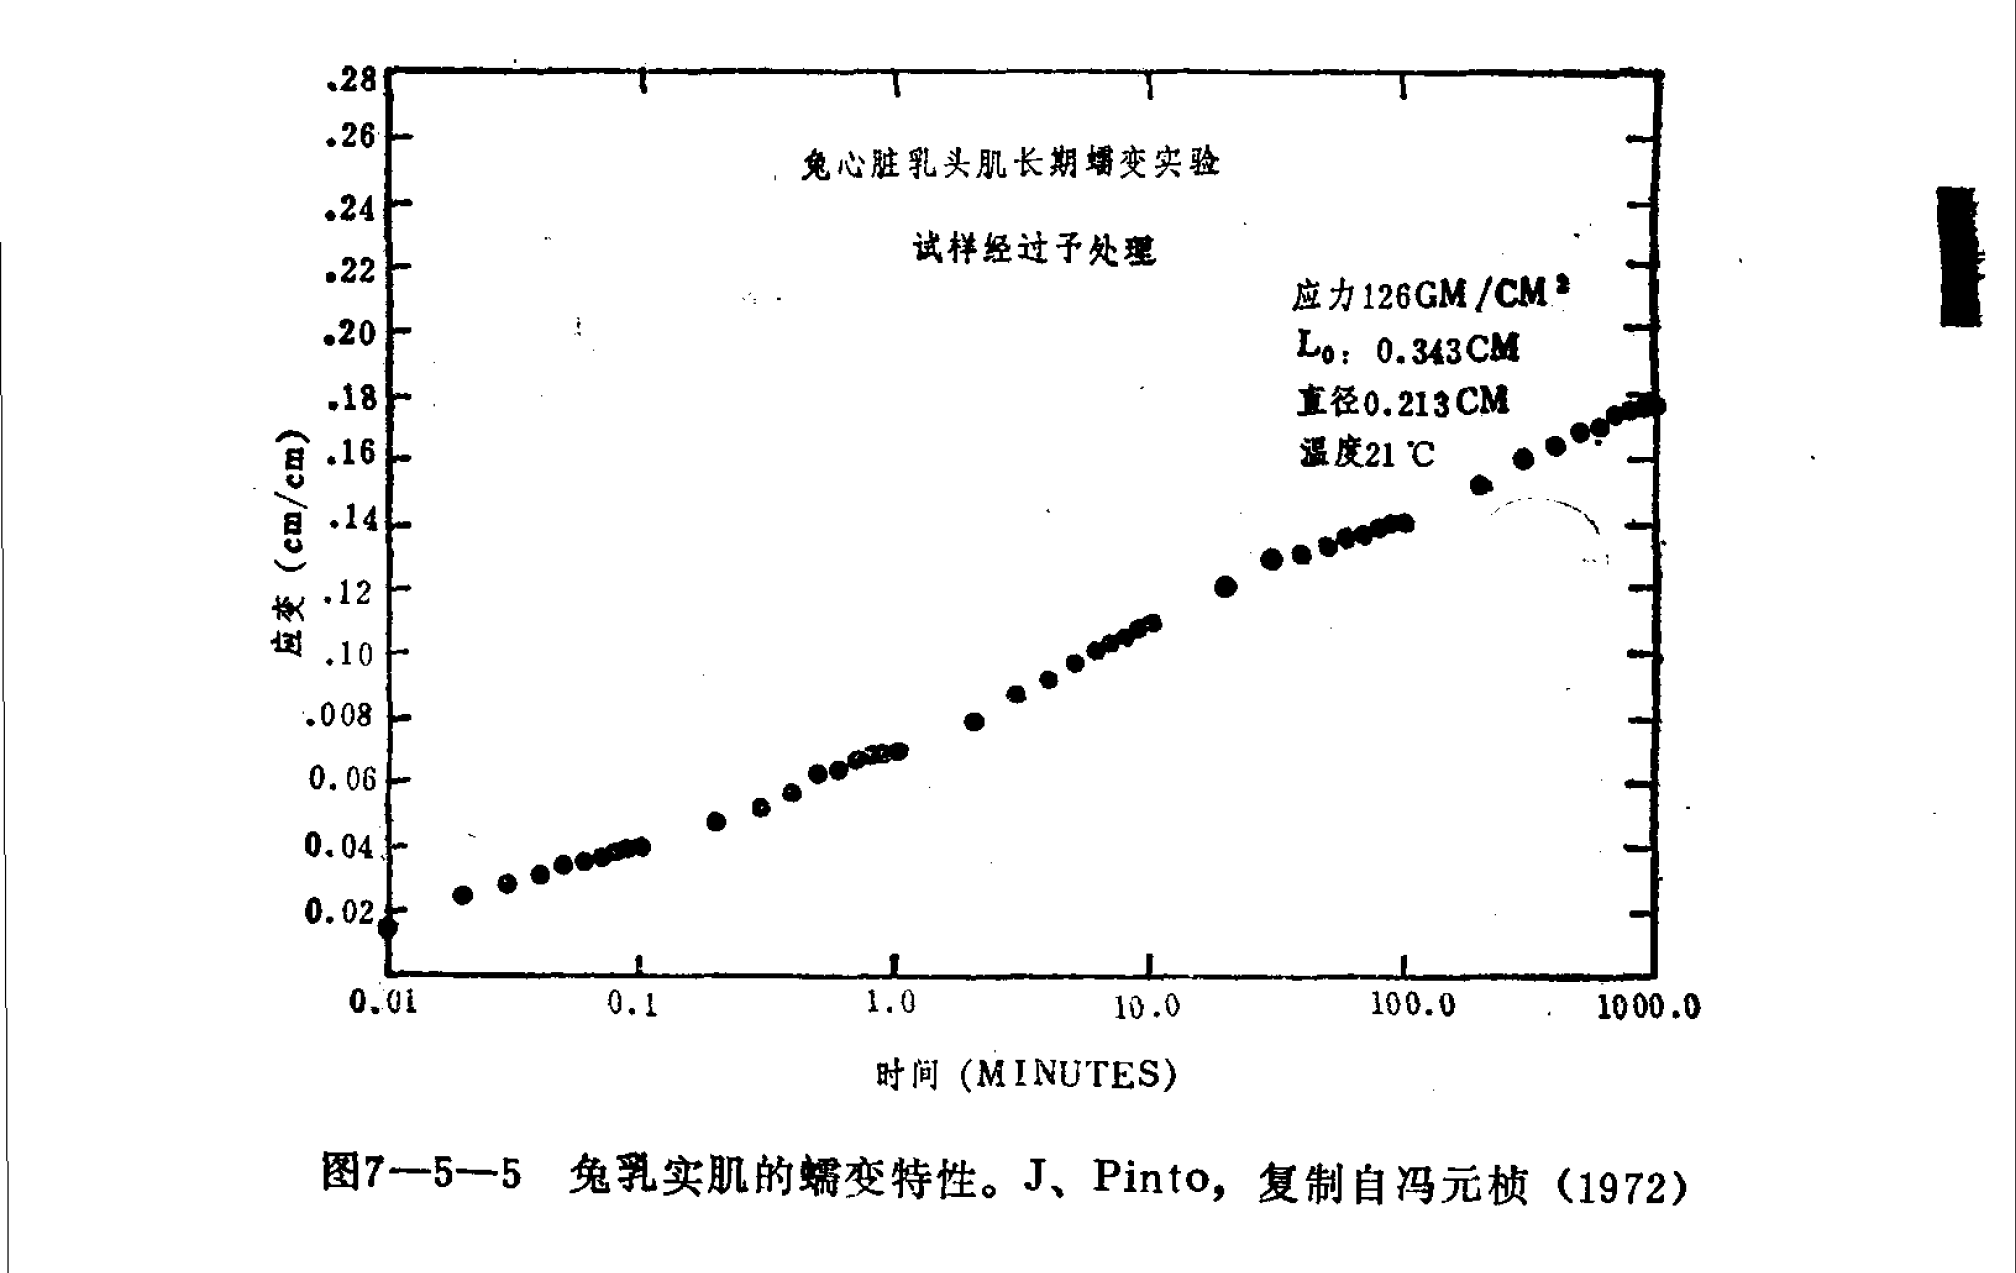 .28
.26
.24
.22
.20
.18
.16
.14
.12
.10
.008
0.06
0.04
0.02
应变 (cm/cm)
兔心脏乳头肌长期蠕变实验
试样经过予处理
应力126GM/CM²
L₀: 0.343CM
直径0.213CM
温度21℃
0.01 0.1 1.0 10.0 100.0 1000.0
时间 (MINUTES)
图7—5—5 兔乳实肌的蠕变特性。J、Pinto, 复制自冯元桢 (1972)